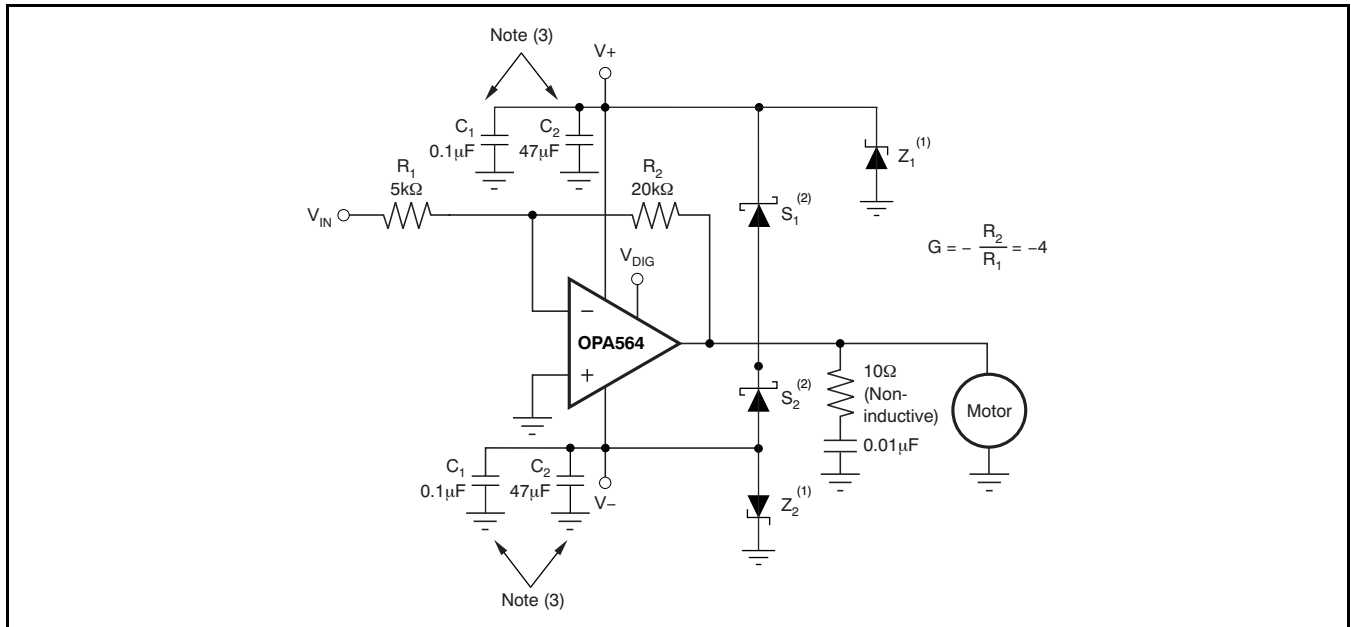 Note (3)
V+
C1
0.1μF
C2
47μF
Z1(1)
R1
5kΩ
R2
20kΩ
VIN
S1(2)
G = − R2/R1 = −4
VDIG
−
OPA564
+
10Ω
(Non-
inductive)
S2(2)
Motor
0.01μF
C1
0.1μF
C2
47μF
V−
Z2(1)
Note (3)